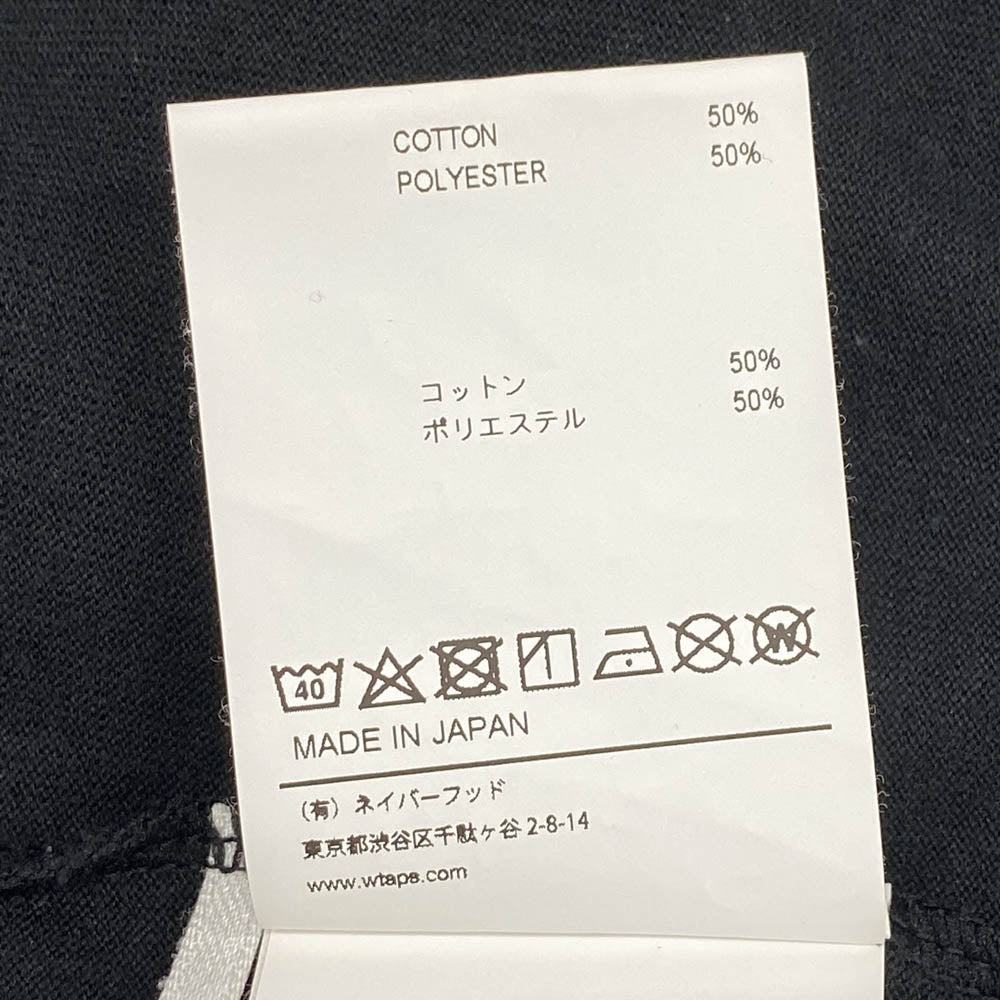 COTTON 50%
POLYESTER 50%
コットン 50%
ポリエステル 50%
40
W
MADE IN JAPAN
(有) ネイバーフッド
東京都渋谷区千駄ヶ谷 2-8-14
www.wtaps.com